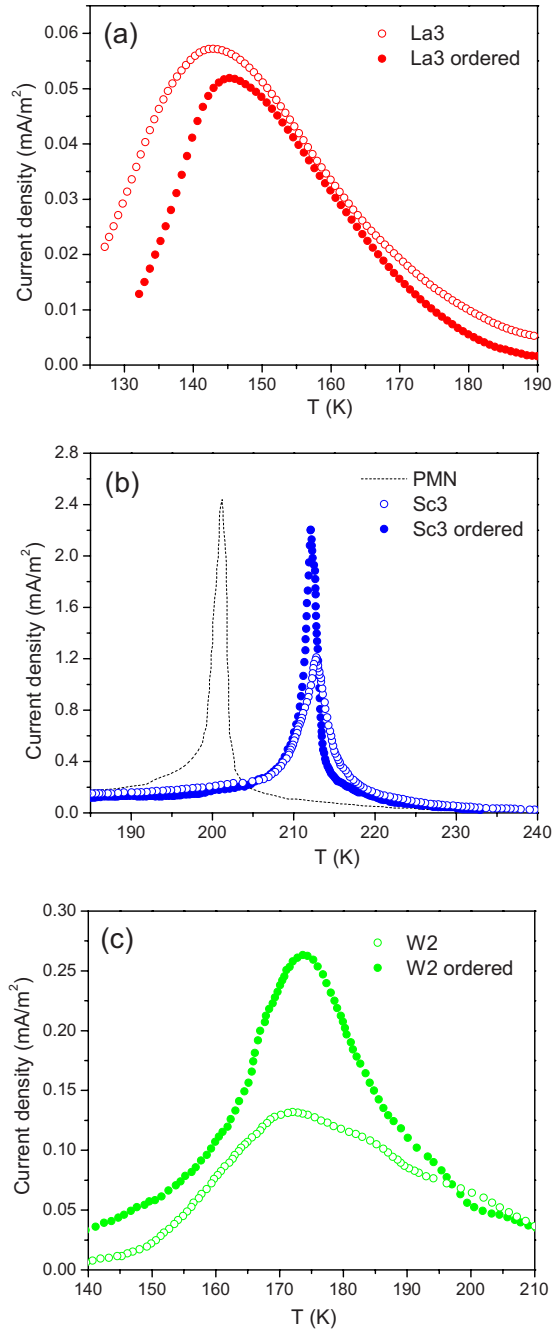 (a)
La3
La3 ordered
Current density (mA/m²)
0.06
0.05
0.04
0.03
0.02
0.01
0.00
130 140 150 160 170 180 190
T (K)
(b)
PMN
Sc3
Sc3 ordered
Current density (mA/m²)
2.8
2.4
2.0
1.6
1.2
0.8
0.4
0.0
190 200 210 220 230 240
T (K)
(c)
W2
W2 ordered
Current density (mA/m²)
0.30
0.25
0.20
0.15
0.10
0.05
0.00
140 150 160 170 180 190 200 210
T (K)